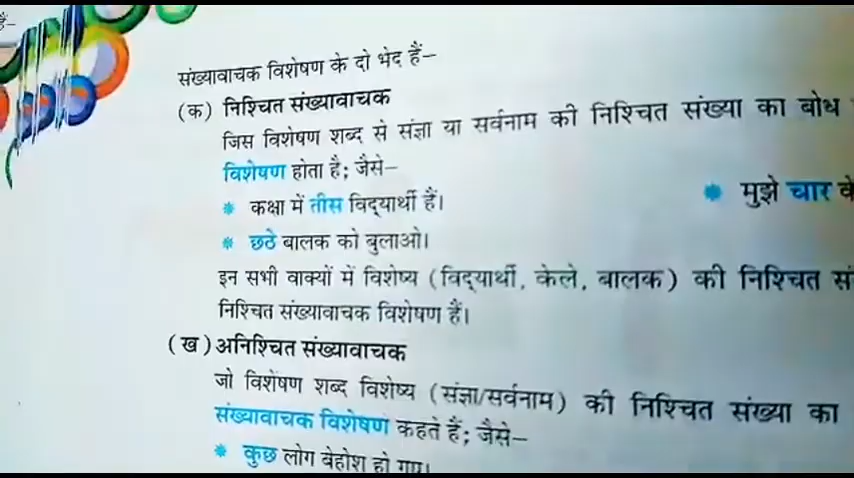 हैं–
संख्यावाचक विशेषण के दो भेद हैं–
(क) निश्चित संख्यावाचक
जिस विशेषण शब्द से संज्ञा या सर्वनाम की निश्चित संख्या का बोध
विशेषण होता है; जैसे–
* कक्षा में तीस विद्यार्थी हैं। * मुझे चार के
* छठे बालक को बुलाओ।
इन सभी वाक्यों में विशेष्य (विद्यार्थी, केले, बालक) की निश्चित सं
निश्चित संख्यावाचक विशेषण हैं।
(ख) अनिश्चित संख्यावाचक
जो विशेषण शब्द विशेष्य (संज्ञा/सर्वनाम) की निश्चित संख्या का
संख्यावाचक विशेषण कहते हैं; जैसे–
* कुछ लोग बेहोश हो गए।